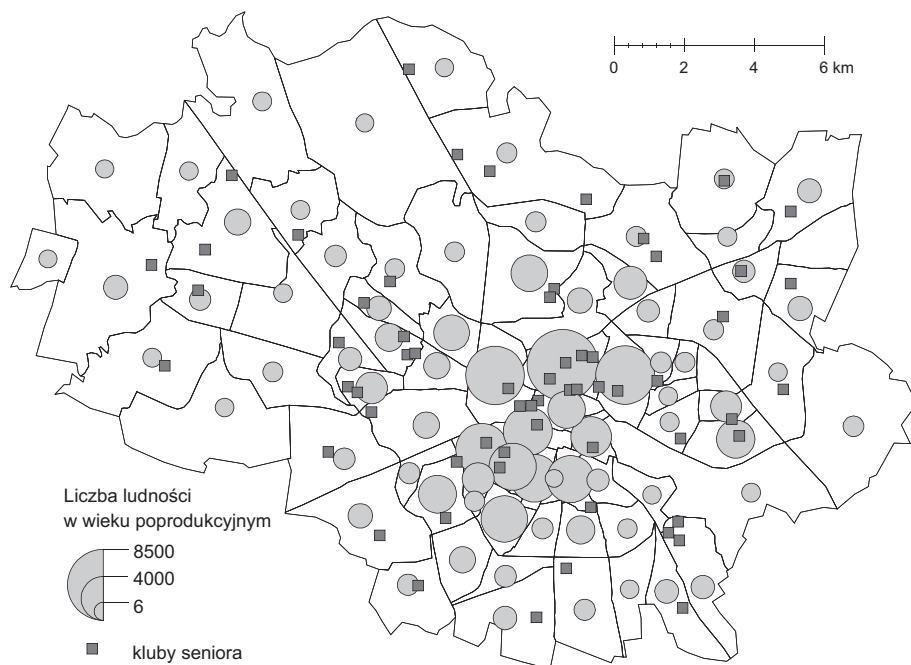 0 2 4 6 km
Liczba ludności
w wieku poprodukcyjnym
8500
4000
6
kluby seniora